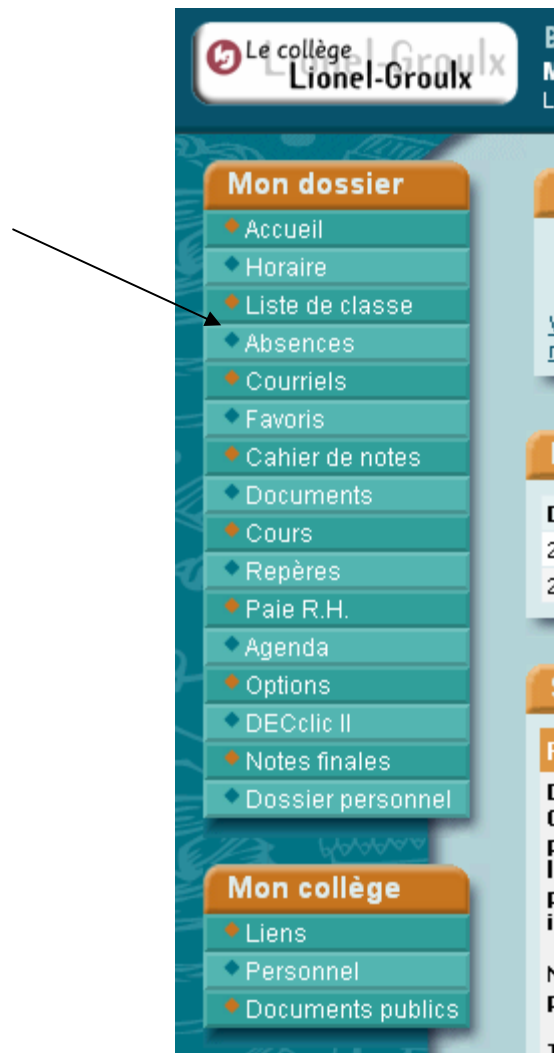 Le collège
Lionel-Groulx
Mon dossier
Accueil
Horaire
Liste de classe
Absences
Courriels
Favoris
Cahier de notes
Documents
Cours
Repères
Paie R.H.
Agenda
Options
DECclic II
Notes finales
Dossier personnel
Mon collège
Liens
Personnel
Documents publics